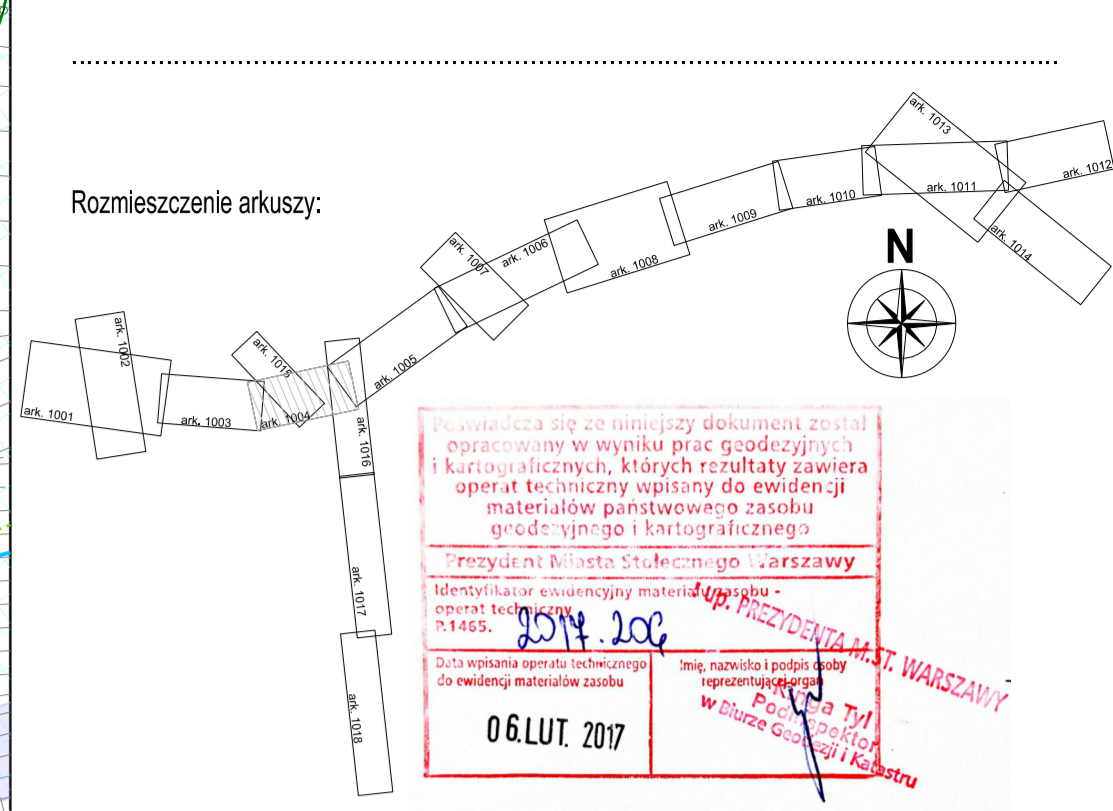 Rozmieszczenie arkuszy:
ark. 1013
ark. 1012
ark. 1011
ark. 1010
ark. 1009
ark. 1014
ark. 1006
ark. 1007
ark. 1008
N
ark. 1002
ark. 1015
ark. 1005
ark. 1001
ark. 1003
ark. 1004
ark. 1016
ark. 1017
ark. 1018
Poświadcza się że niniejszy dokument został
opracowany w wyniku prac geodezyjnych
i kartograficznych, których rezultaty zawiera
operat techniczny wpisany do ewidencji
materiałów państwowego zasobu
geodezyjnego i kartograficznego
Prezydent Miasta Stołecznego Warszawy
Identyfikator ewidencyjny materiału zasobu -
operat techniczny
P.1465. 2017.206
Data wpisania operatu technicznego
do ewidencji materiałów zasobu
06. LUT. 2017
Imię, nazwisko i podpis osoby
reprezentującej organ
up. PREZYDENTA M.ST. WARSZAWY
Kinga Tyl
Podinspektor
w Biurze Geodezji i Katastru